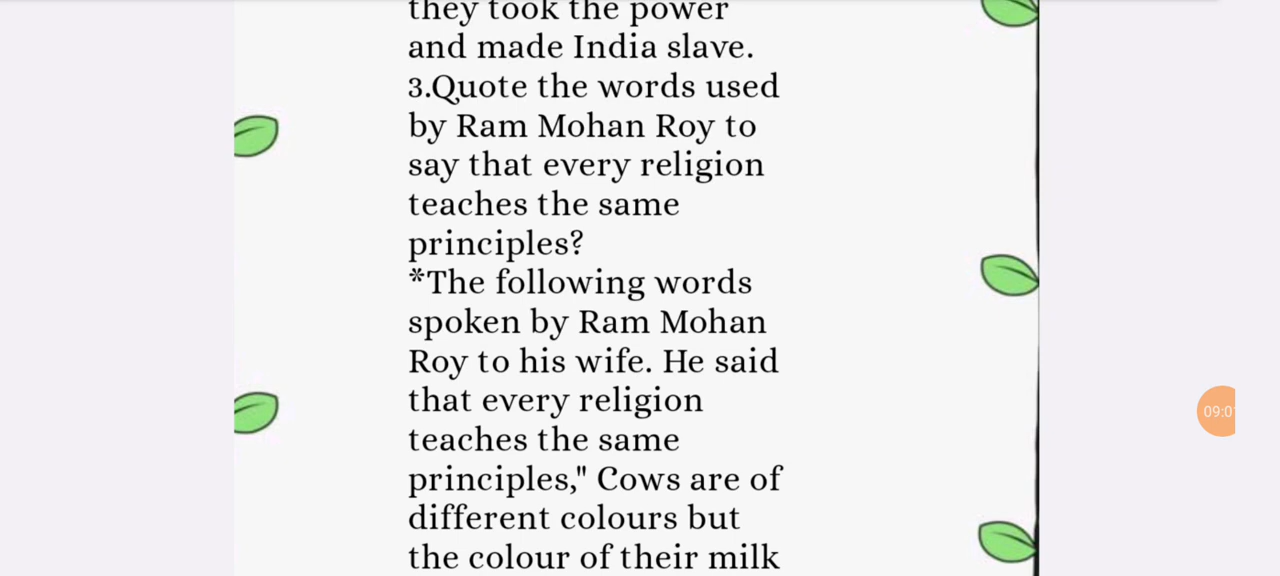 they took the power
and made India slave.
3.Quote the words used
by Ram Mohan Roy to
say that every religion
teaches the same
principles?
*The following words
spoken by Ram Mohan
Roy to his wife. He said
that every religion
teaches the same
principles," Cows are of
different colours but
the colour of their milk